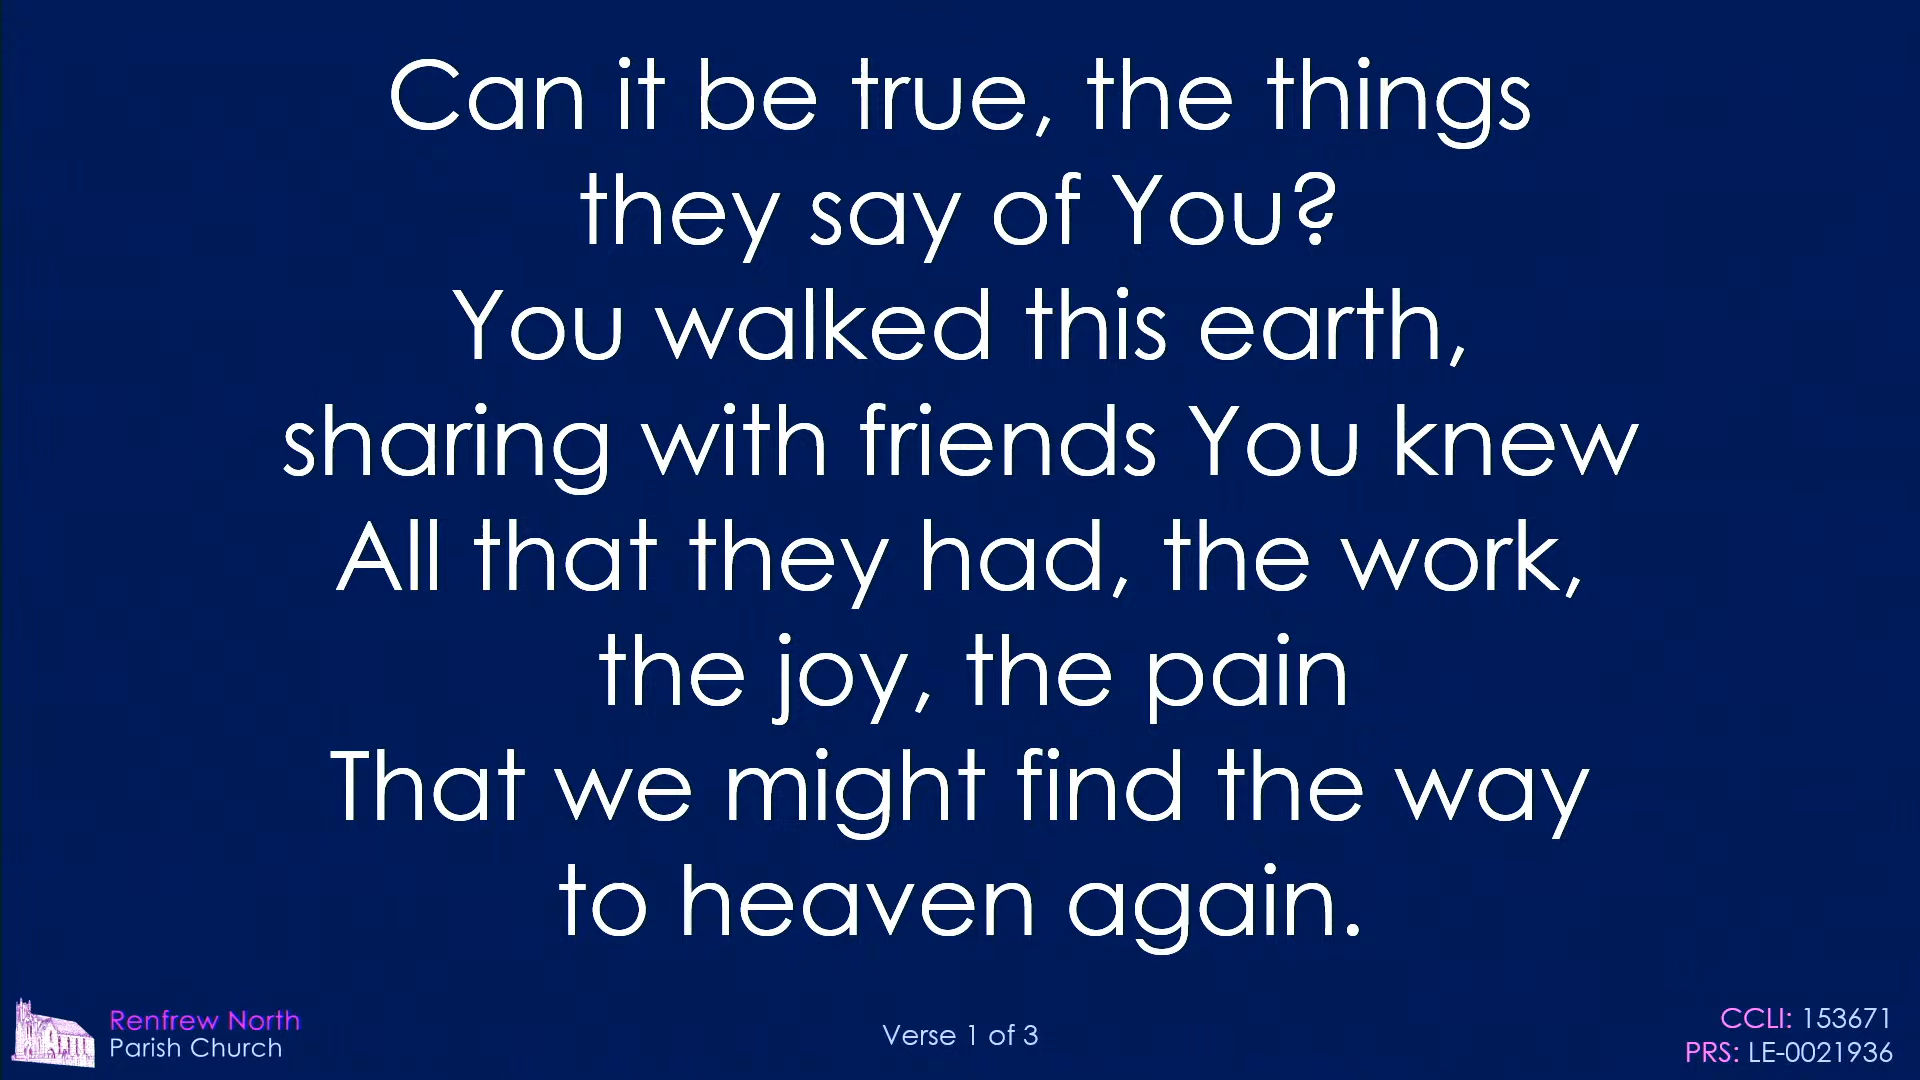 Can it be true, the things
they say of You?
You walked this earth,
sharing with friends You knew
All that they had, the work,
the joy, the pain
That we might find the way
to heaven again.
Renfrew North
Parish Church
Verse 1 of 3
CCLI: 153671
PRS: LE-0021936